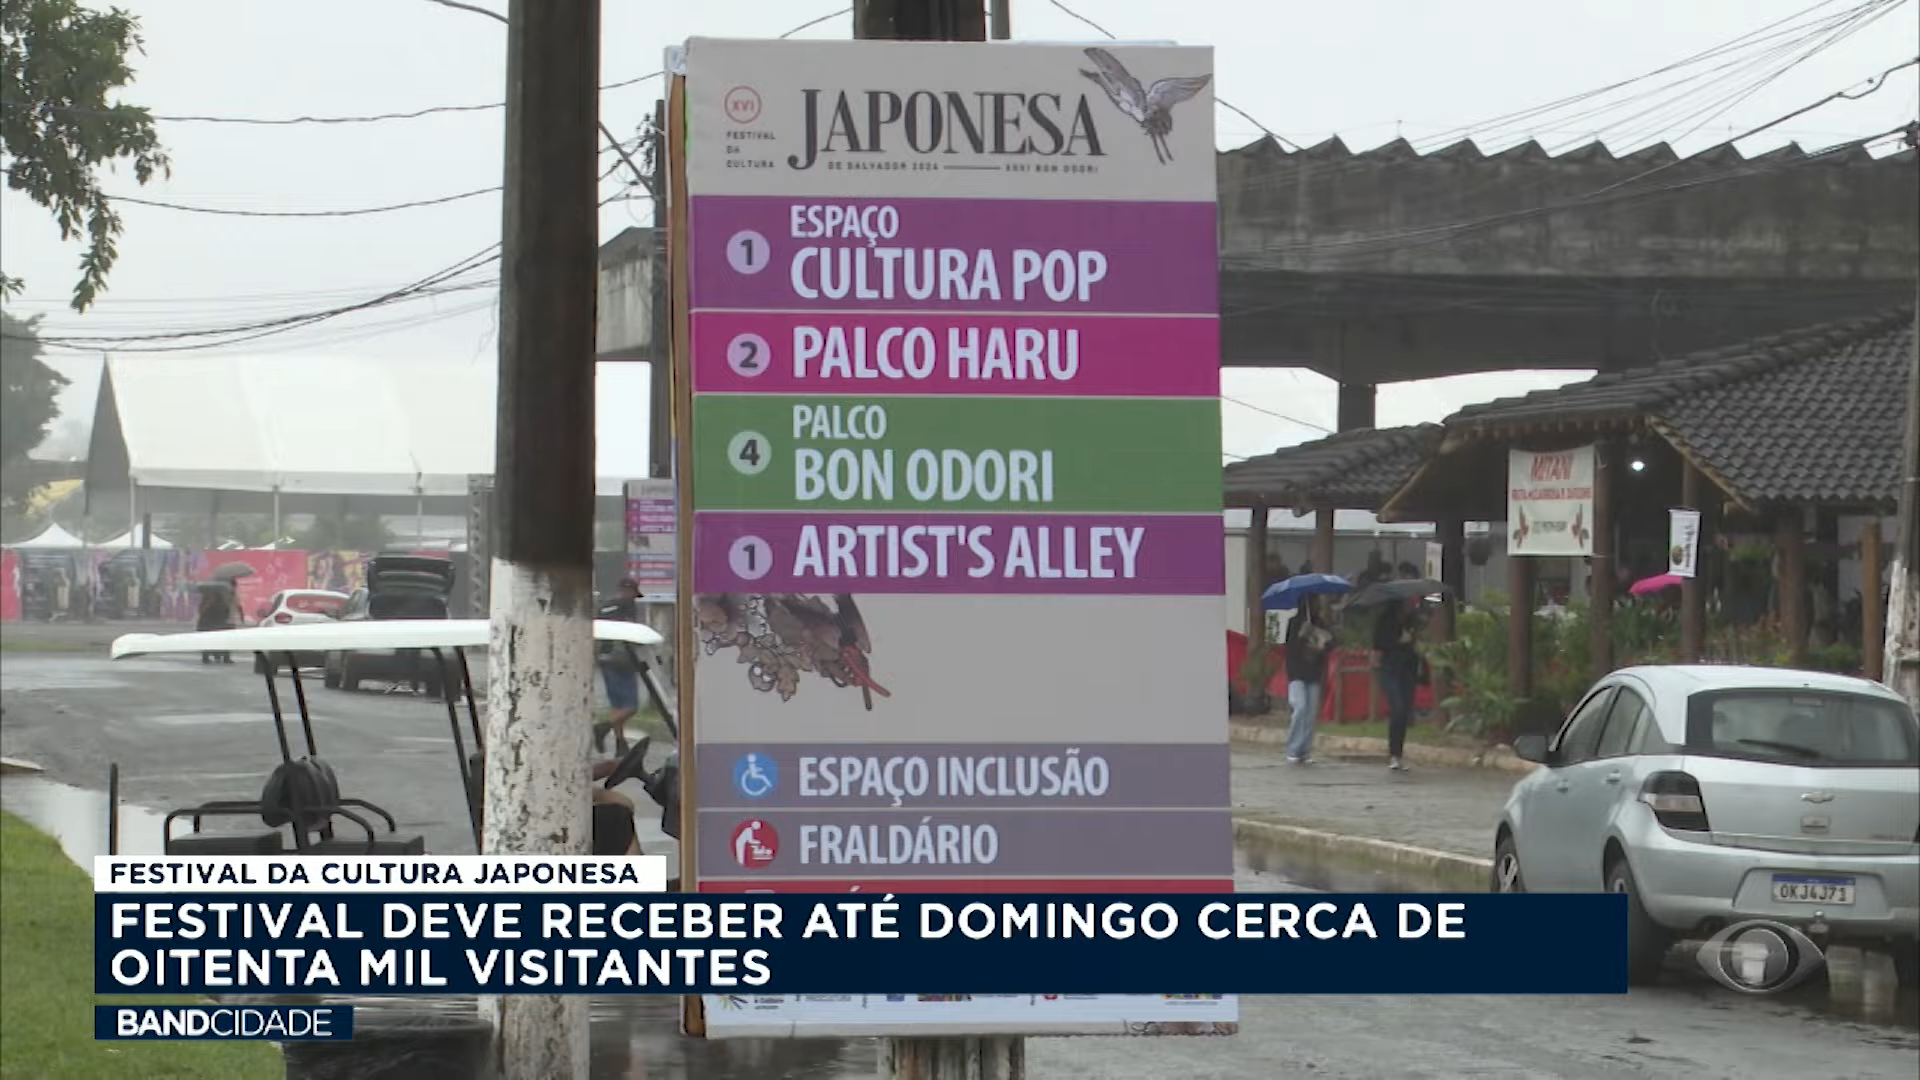 XVI
FESTIVAL
DA
CULTURA
JAPONESA
DE SALVADOR 2024 XXXI BON ODORI
1 ESPAÇO
CULTURA POP
2 PALCO HARU
4 PALCO
BON ODORI
1 ARTIST'S ALLEY
ESPAÇO INCLUSÃO
FRALDÁRIO
MITANI
OKJ4J71
FESTIVAL DA CULTURA JAPONESA
FESTIVAL DEVE RECEBER ATÉ DOMINGO CERCA DE
OITENTA MIL VISITANTES
BANDCIDADE